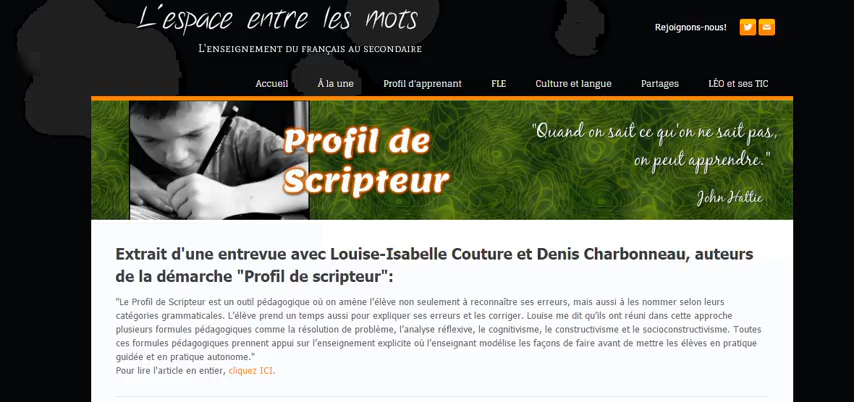 L'espace entre les mots
L'enseignement du français au secondaire
Rejoignons-nous!
Accueil À la une Profil d'apprenant FLE Culture et langue Partages LÉO et ses TIC
Profil de
Scripteur
"Quand on sait ce qu'on ne sait pas,
on peut apprendre."
John Hattie
Extrait d'une entrevue avec Louise-Isabelle Couture et Denis Charbonneau, auteurs
de la démarche "Profil de scripteur":
"Le Profil de Scripteur est un outil pédagogique où on amène l'élève non seulement à reconnaître ses erreurs, mais aussi à les nommer selon leurs
catégories grammaticales. L'élève prend un temps aussi pour expliquer ses erreurs et les corriger. Louise me dit qu'ils ont réuni dans cette approche
plusieurs formules pédagogiques comme la résolution de problème, l'analyse réflexive, le cognitivisme, le constructivisme et le socioconstructivisme. Toutes
ces formules pédagogiques prennent appui sur l'enseignement explicite où l'enseignant modélise les façons de faire avant de mettre les élèves en pratique
guidée et en pratique autonome."
Pour lire l'article en entier, cliquez ICI.